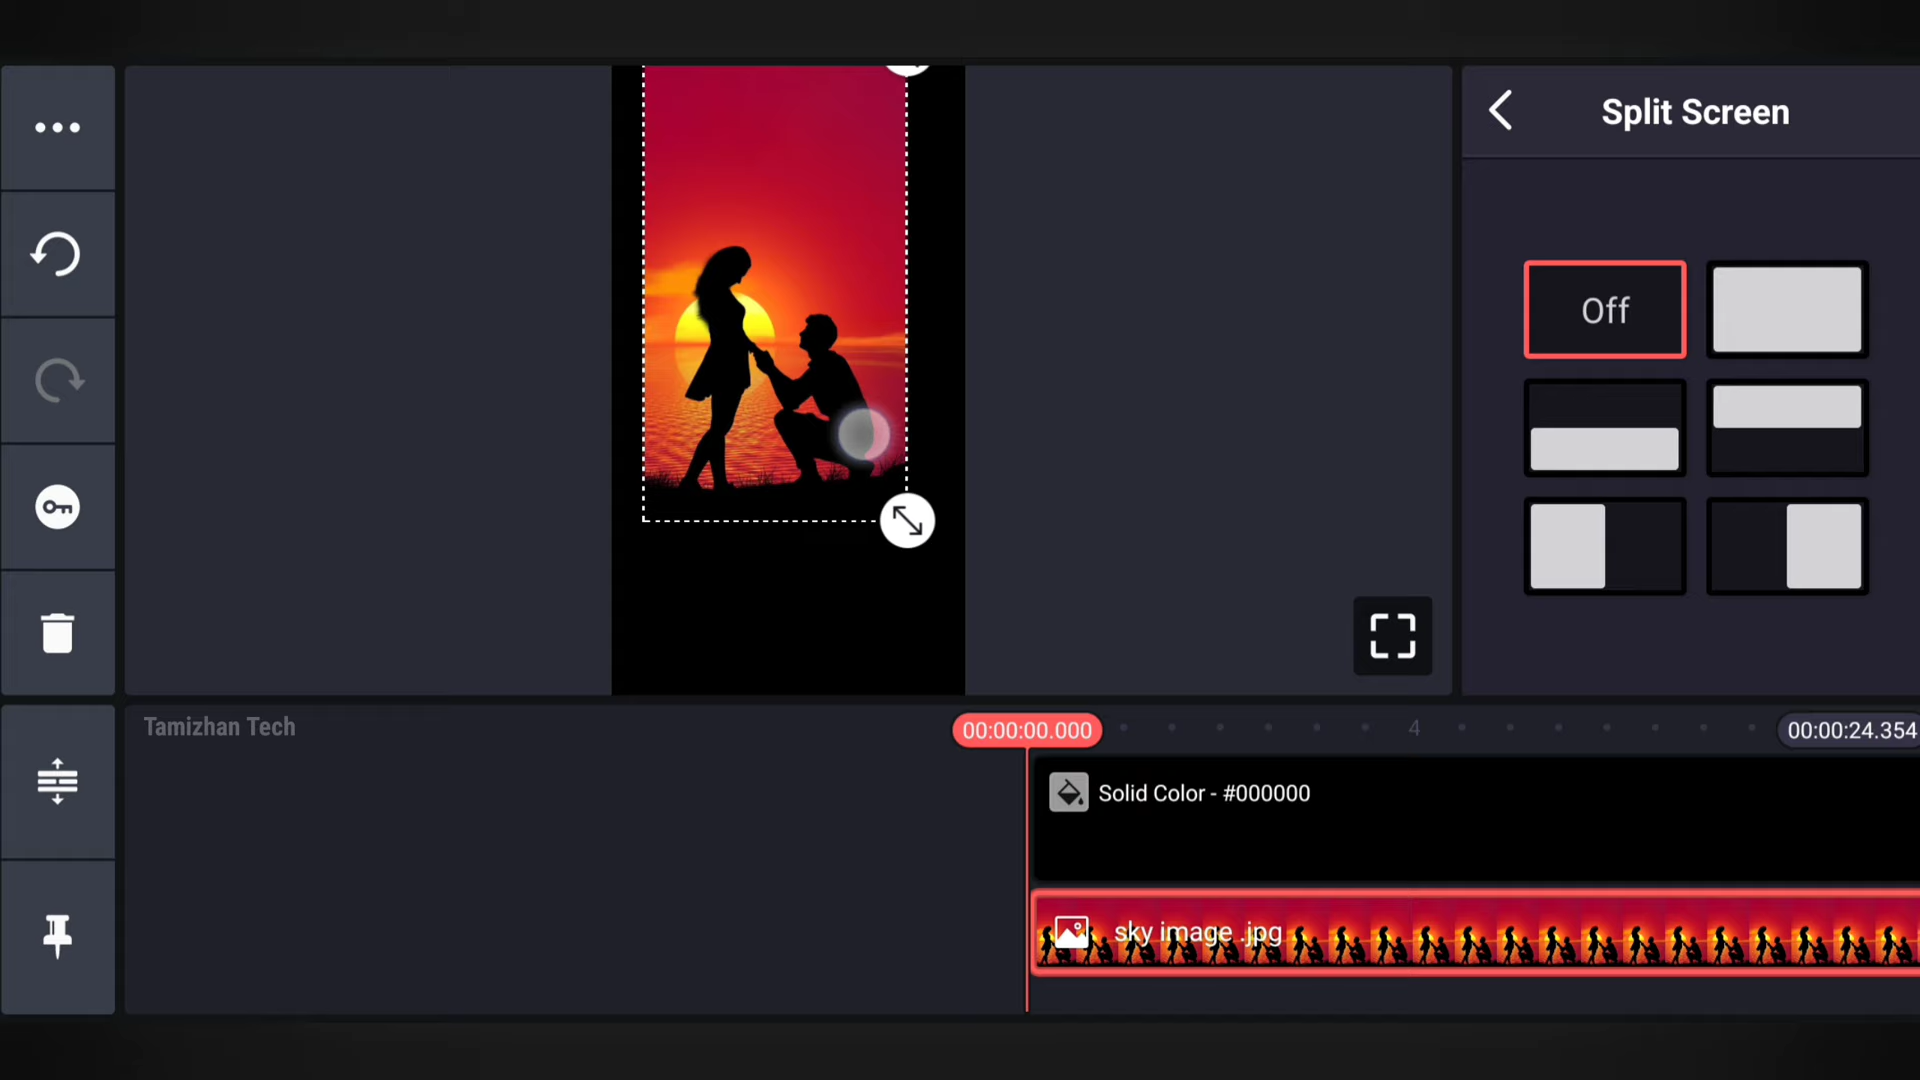 Split Screen
Off
Tamizhan Tech
00:00:00.000
4
00:00:24.354
Solid Color - #000000
sky image .jpg